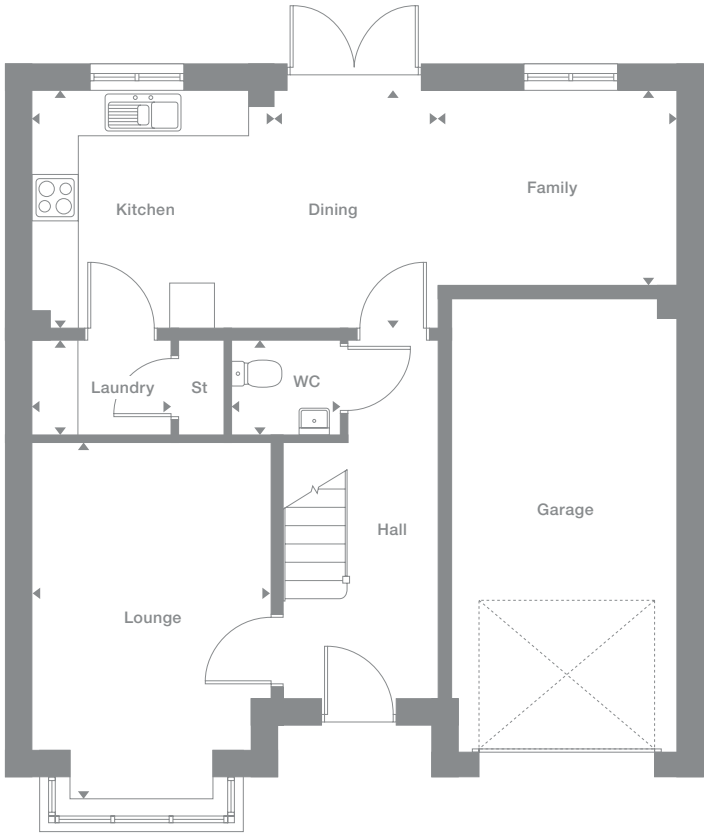 Family
Kitchen
Dining
Laundry
St
WC
Garage
Hall
Lounge